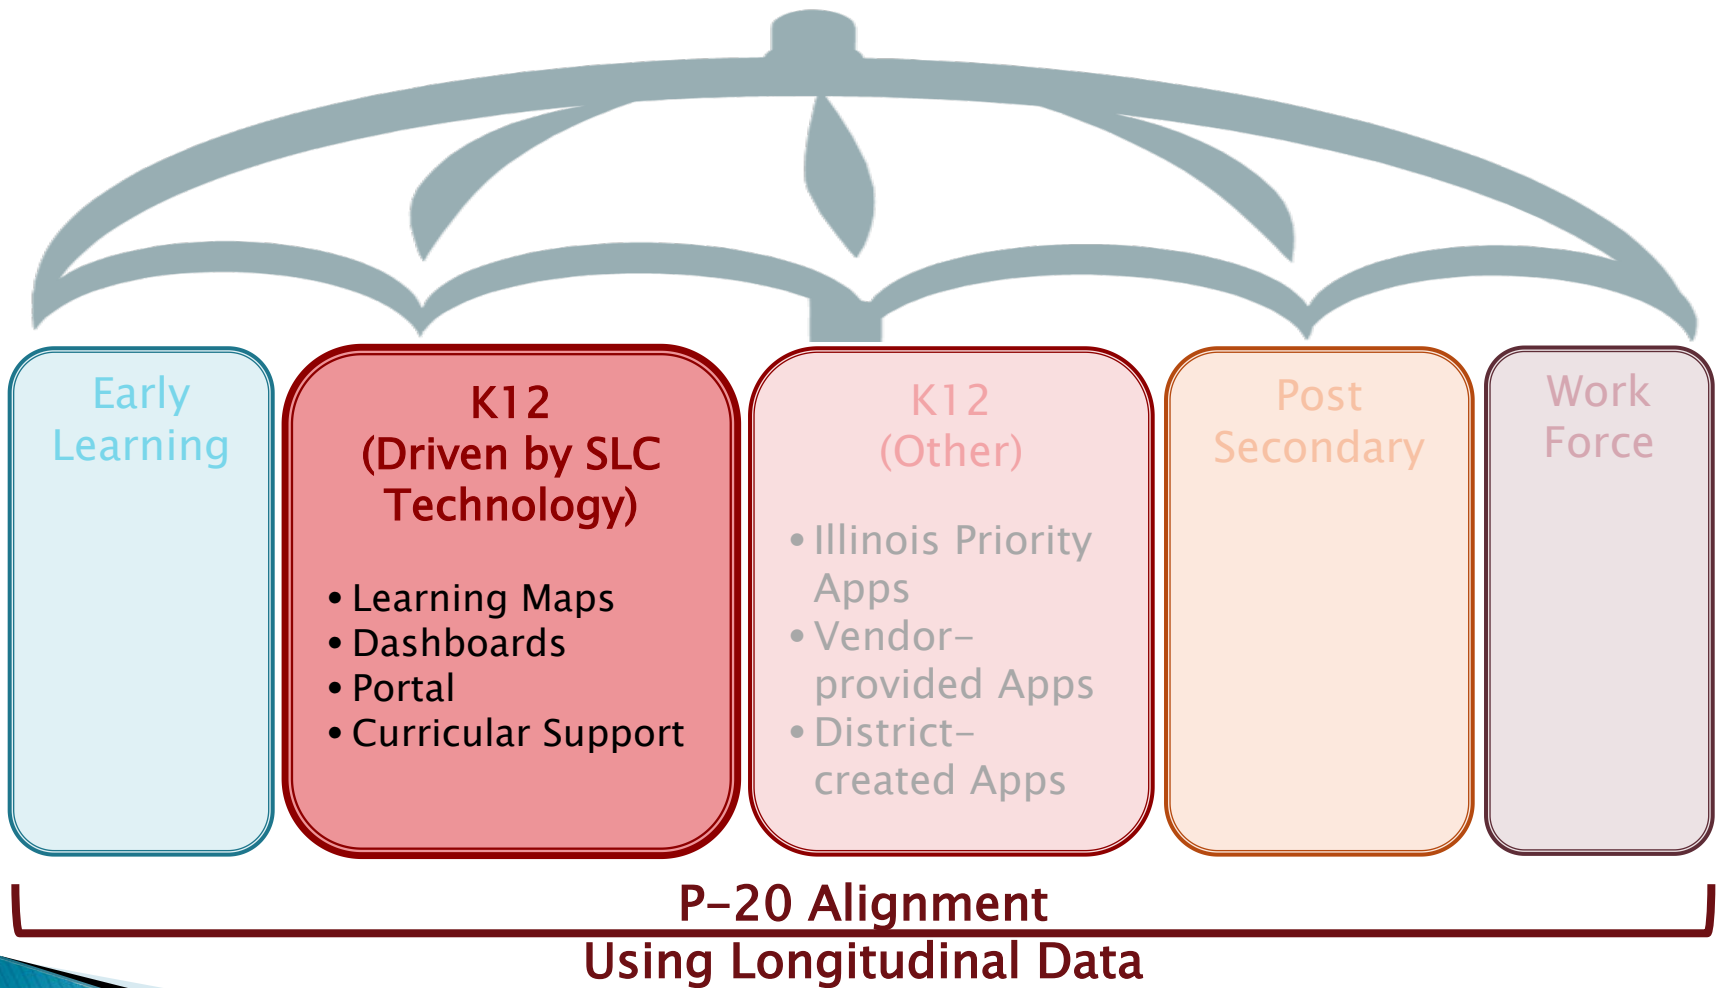 Early
Learning
K12
(Driven by SLC
Technology)
• Learning Maps
• Dashboards
• Portal
• Curricular Support
K12
(Other)
• Illinois Priority
Apps
• Vendor-
provided Apps
• District-
created Apps
Post
Secondary
Work
Force
P-20 Alignment
Using Longitudinal Data